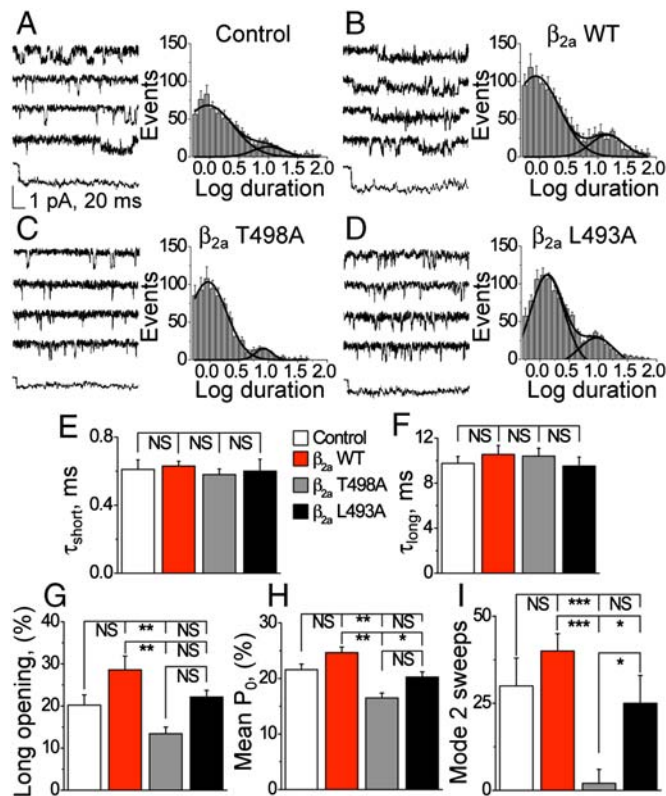 A
Control
150
100
50
0
Events
0.0 0.5 1.0 1.5 2.0
Log duration
1 pA, 20 ms
B
β2a WT
150
100
50
0
Events
0.0 0.5 1.0 1.5 2.0
Log duration
C
β2a T498A
150
100
50
0
Events
0.0 0.5 1.0 1.5 2.0
Log duration
D
β2a L493A
150
100
50
0
Events
0.0 0.5 1.0 1.5 2.0
Log duration
E
NS NS NS
0.8
0.6
0.0
τshort, ms
Control
β2a WT
β2a T498A
β2a L493A
F
NS NS NS
12
8
4
0
τlong, ms
G
NS ** NS
** NS
NS
40
30
20
10
0
Long opening, (%)
H
NS ** NS
** *
NS
30
20
10
0
Mean P0, (%)
I
NS *** NS
*** *
*
50
25
0
Mode 2 sweeps